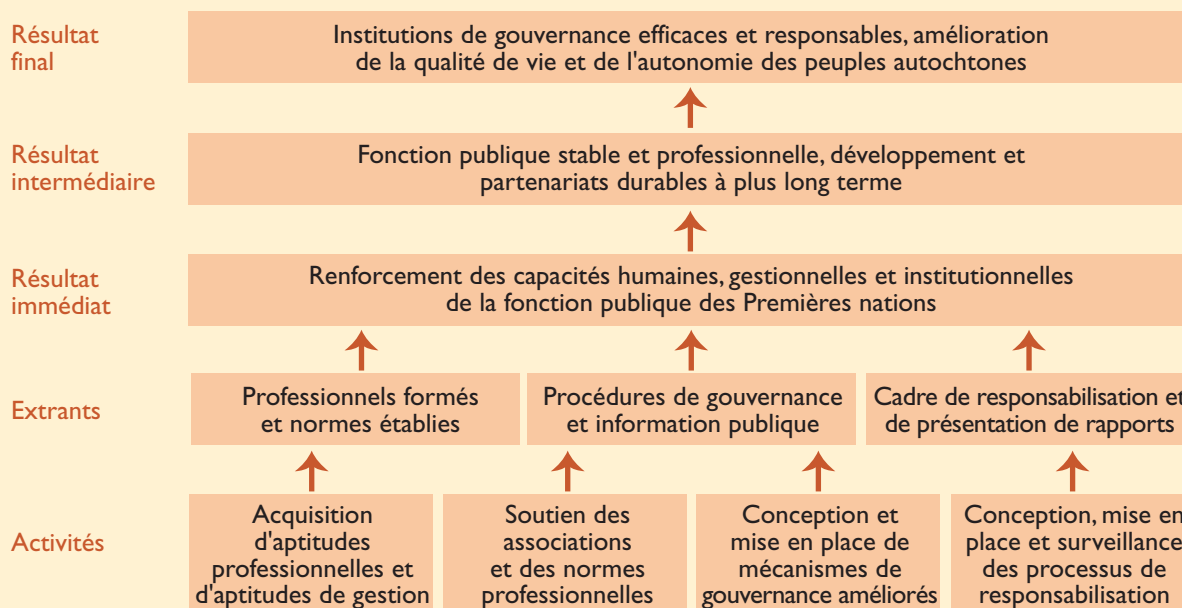 Résultat
final
Institutions de gouvernance efficaces et responsables, amélioration
de la qualité de vie et de l'autonomie des peuples autochtones
Résultat
intermédiaire
Fonction publique stable et professionnelle, développement et
partenariats durables à plus long terme
Résultat
immédiat
Renforcement des capacités humaines, gestionnelles et institutionnelles
de la fonction publique des Premières nations
Extrants
Professionnels formés
et normes établies
Procédures de gouvernance
et information publique
Cadre de responsabilisation et
de présentation de rapports
Activités
Acquisition
d'aptitudes
professionnelles et
d'aptitudes de gestion
Soutien des
associations
et des normes
professionnelles
Conception et
mise en place de
mécanismes de
gouvernance améliorés
Conception, mise en
place et surveillance
des processus de
responsabilisation